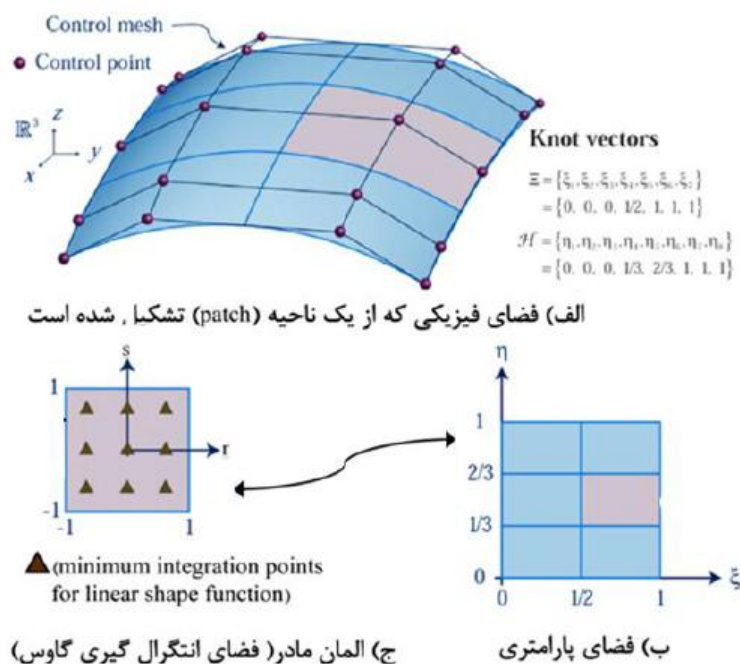 Control mesh
Control point
ℝ³
z
y
x
Knot vectors
Ξ = {ξ₁, ξ₂, ξ₃, ξ₄, ξ₅, ξ₆, ξ₇}
= {0, 0, 0, 1/2, 1, 1, 1}
ℋ = {η₁, η₂, η₃, η₄, η₅, η₆, η₇, η₈}
= {0, 0, 0, 1/3, 2/3, 1, 1, 1}
الف) فضای فیزیکی که از یک ناحیه (patch) تشکیل شده است
s
1
r
-1
-1
1
(minimum integration points
for linear shape function)
ج) المان مادر( فضای انتگرال گیری گاوس)
η
1
2/3
1/3
0
0
1/2
1
ξ
ب) فضای پارامتری